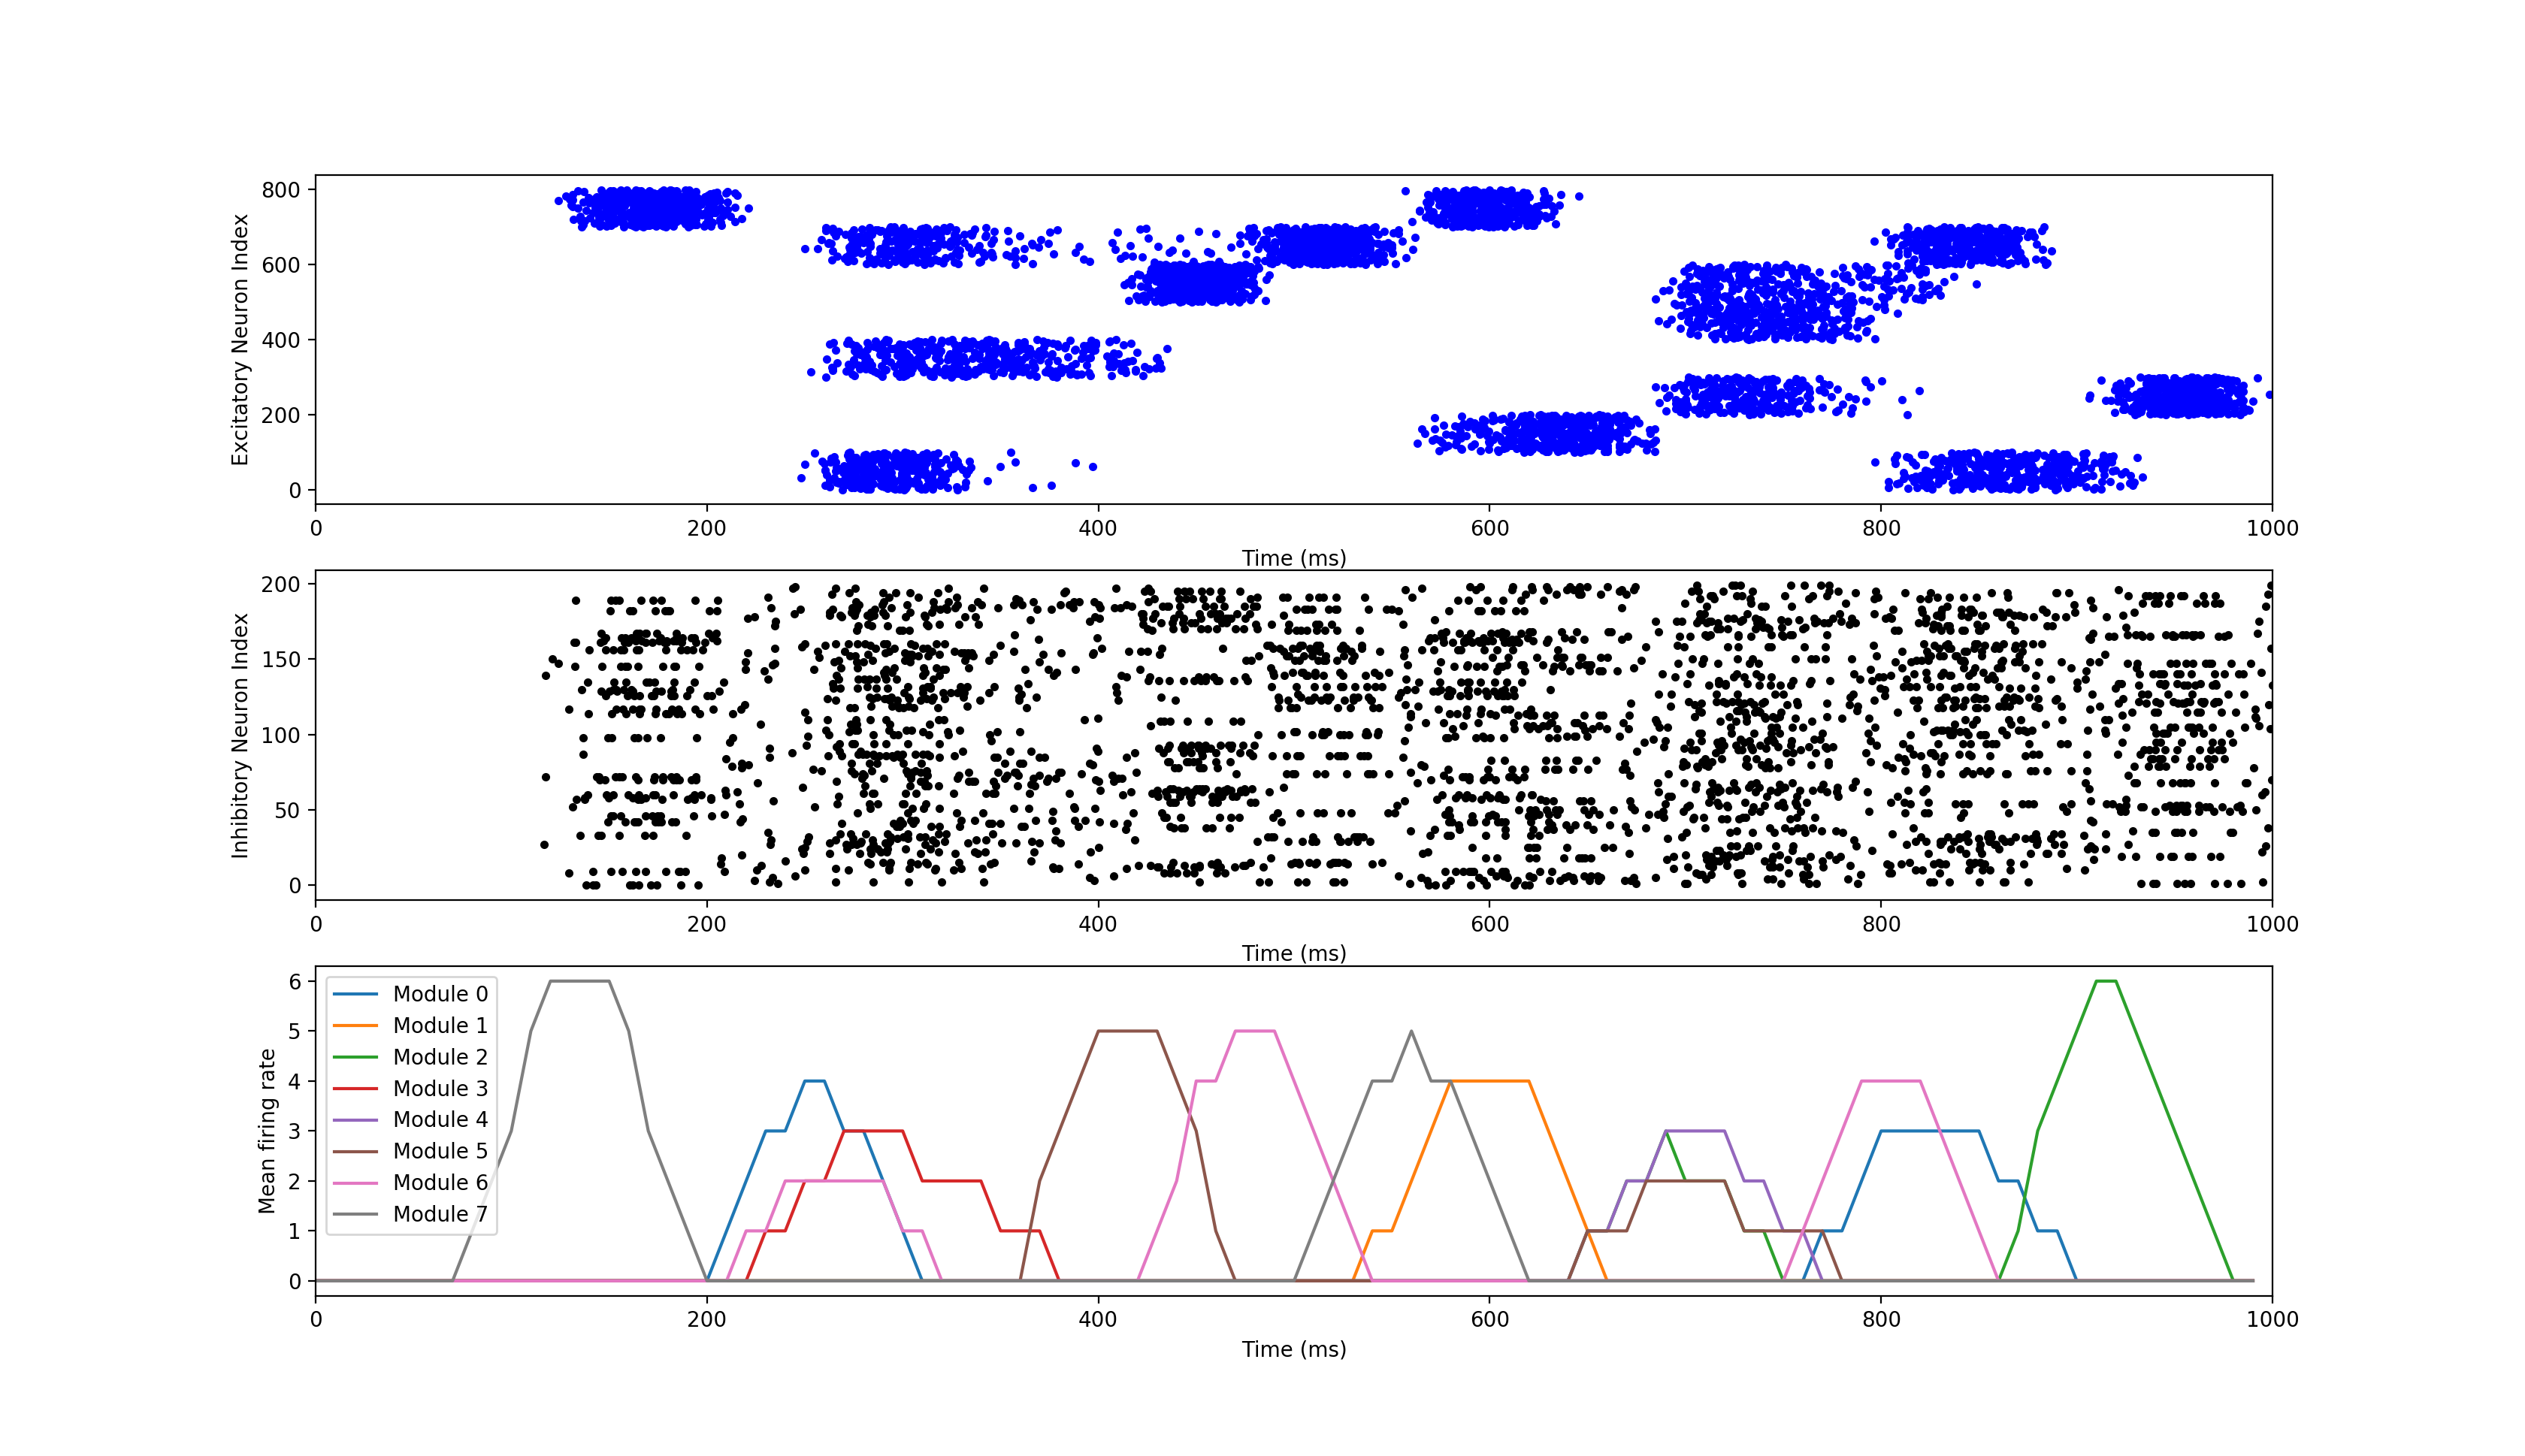 800
600
400
200
0
Excitatory Neuron Index
0 200 400 600 800 1000
Time (ms)
200
150
100
50
0
Inhibitory Neuron Index
0 200 400 600 800 1000
Time (ms)
6
5
4
3
2
1
0
Mean firing rate
Module 0
Module 1
Module 2
Module 3
Module 4
Module 5
Module 6
Module 7
0 200 400 600 800 1000
Time (ms)